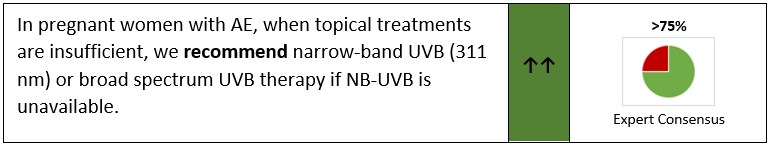 In pregnant women with AE, when topical treatments
are insufficient, we recommend narrow-band UVB (311
nm) or broad spectrum UVB therapy if NB-UVB is
unavailable.
↑↑
>75%
Expert Consensus